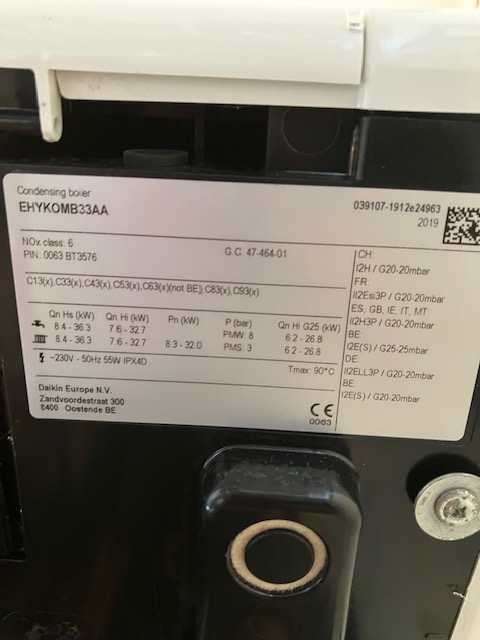 Condensing boiler
EHYKOMB33AA
039107-1912e24963
2019
NOx class: 6
PIN: 0063 BT3576
G.C. 47-464-01
C13(x), C33(x), C43(x), C53(x), C63(x)(not BE), C83(x), C93(x)
Qn Hs (kW) Qn Hi (kW) Pn (kW) P (bar) Qn Hi G25 (kW)
8.4 - 36.3 7.6 - 32.7 PMW: 8 6.2 - 26.8
8.4 - 36.3 7.6 - 32.7 8.3 - 32.0 PMS: 3 6.2 - 26.8
~230V - 50Hz 55W IPX4D Tmax: 90°C
Daikin Europe N.V.
Zandvoordestraat 300
8400 Oostende BE
CE
0063
CH:
I2H / G20-20mbar
FR:
II2Esi3P / G20-20mbar
ES, GB, IE, IT, MT
II2H3P / G20-20mbar
BE:
I2E(S) / G25-25mbar
DE:
II2ELL3P / G20-20mbar
BE:
I2E(S) / G20-20mbar